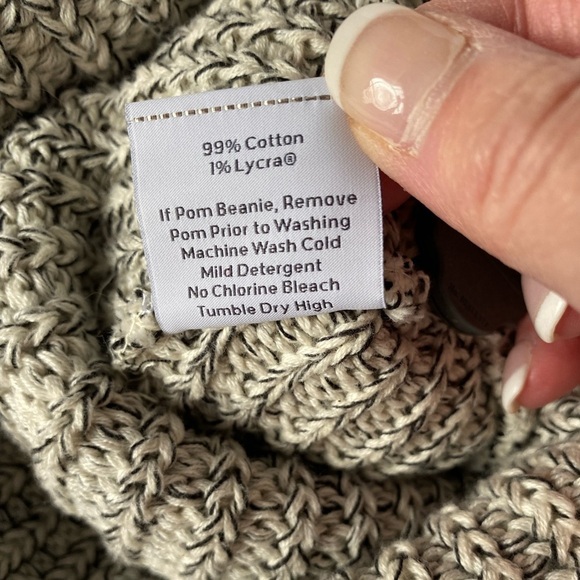 99% Cotton
1% Lycra®
If Pom Beanie, Remove
Pom Prior to Washing
Machine Wash Cold
Mild Detergent
No Chlorine Bleach
Tumble Dry High